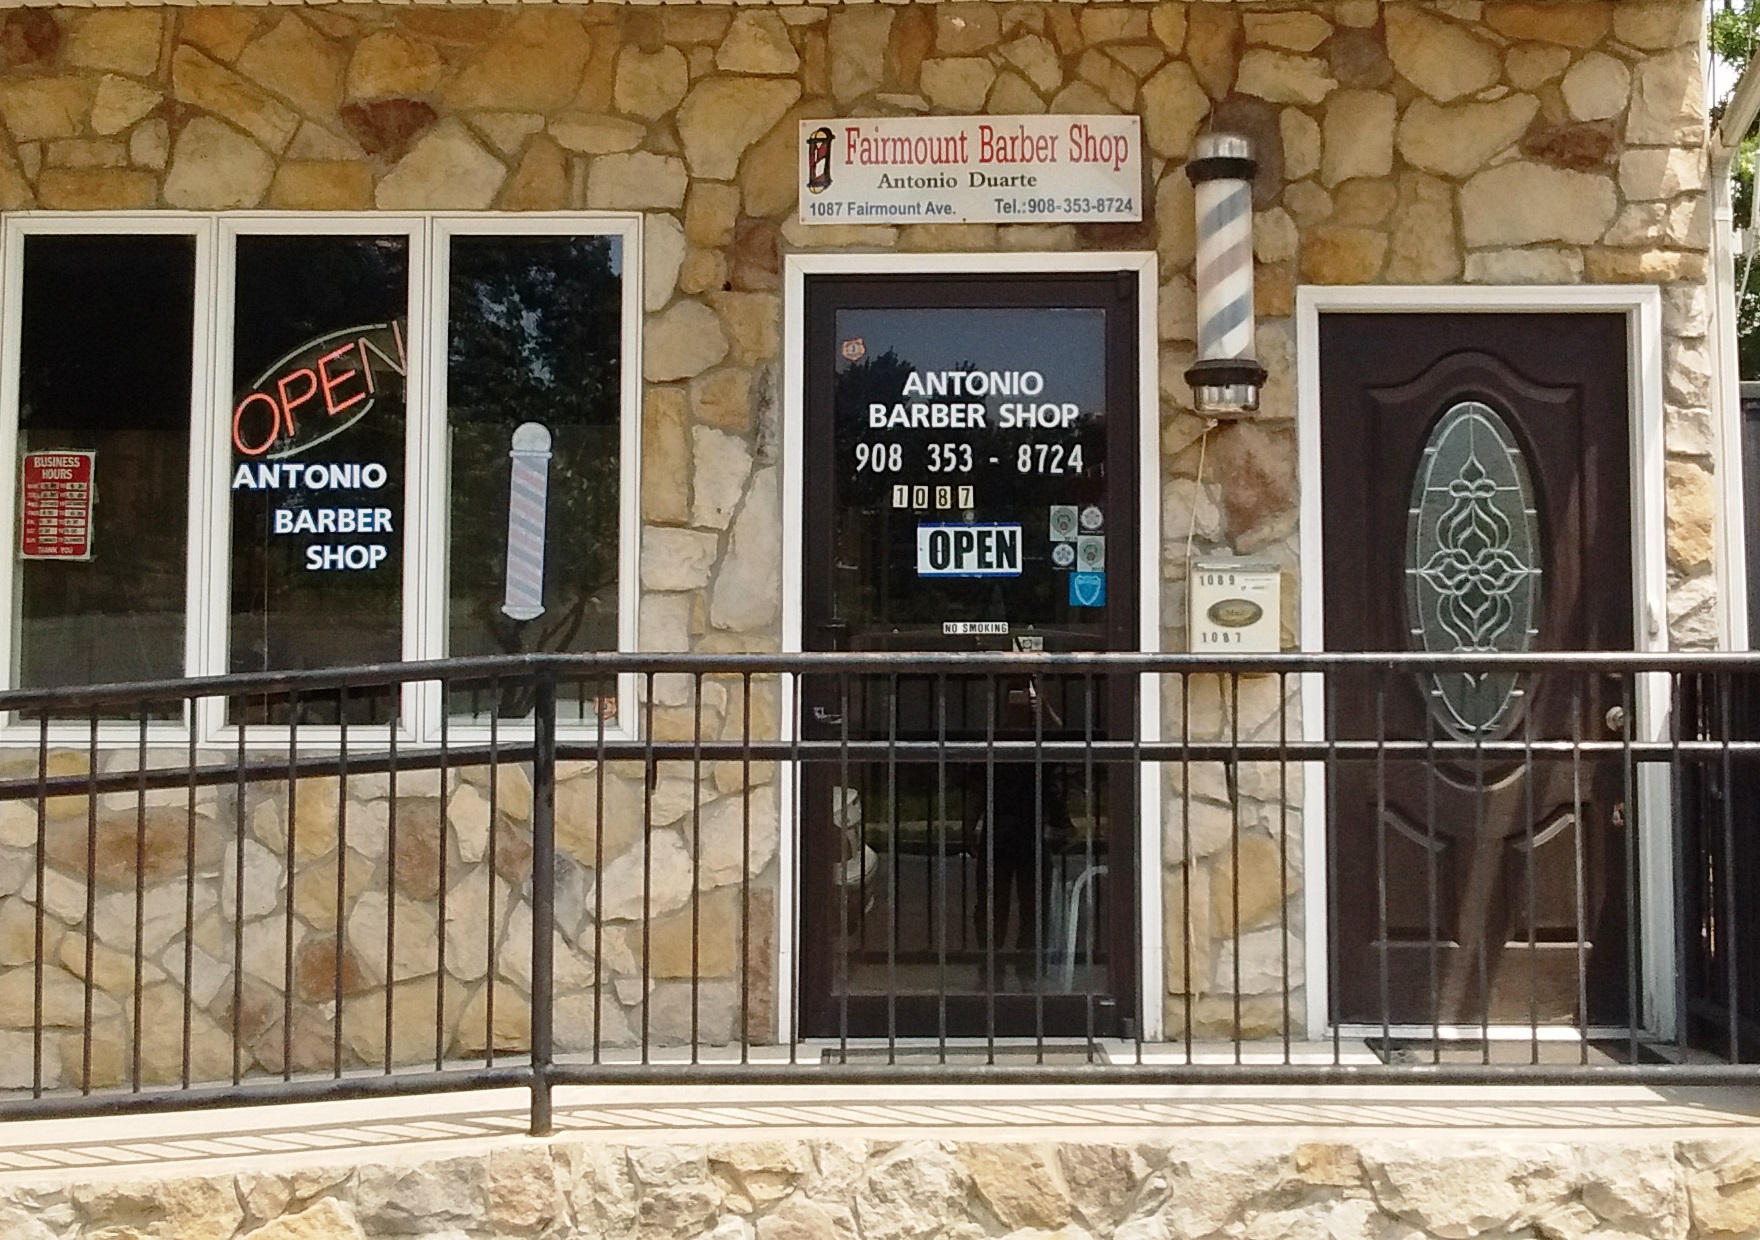 Fairmount Barber Shop
Antonio Duarte
1087 Fairmount Ave. Tel.:908-353-8724
OPEN
ANTONIO
BARBER
SHOP
BUSINESS
HOURS
THANK YOU
ANTONIO
BARBER SHOP
908 353 - 8724
1087
OPEN
NO SMOKING
1089
Mail
1087